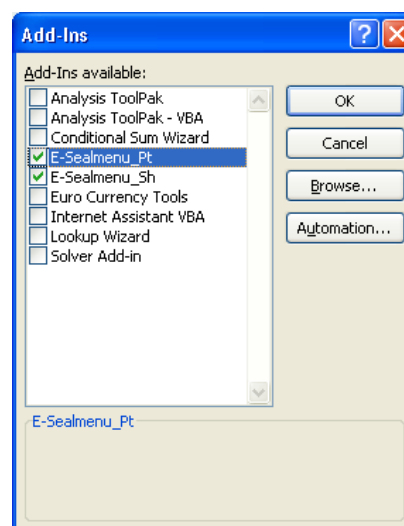 Add-Ins
Add-Ins available:
Analysis ToolPak
Analysis ToolPak - VBA
Conditional Sum Wizard
E-Sealmenu_Pt
E-Sealmenu_Sh
Euro Currency Tools
Internet Assistant VBA
Lookup Wizard
Solver Add-in
OK
Cancel
Browse...
Automation...
E-Sealmenu_Pt